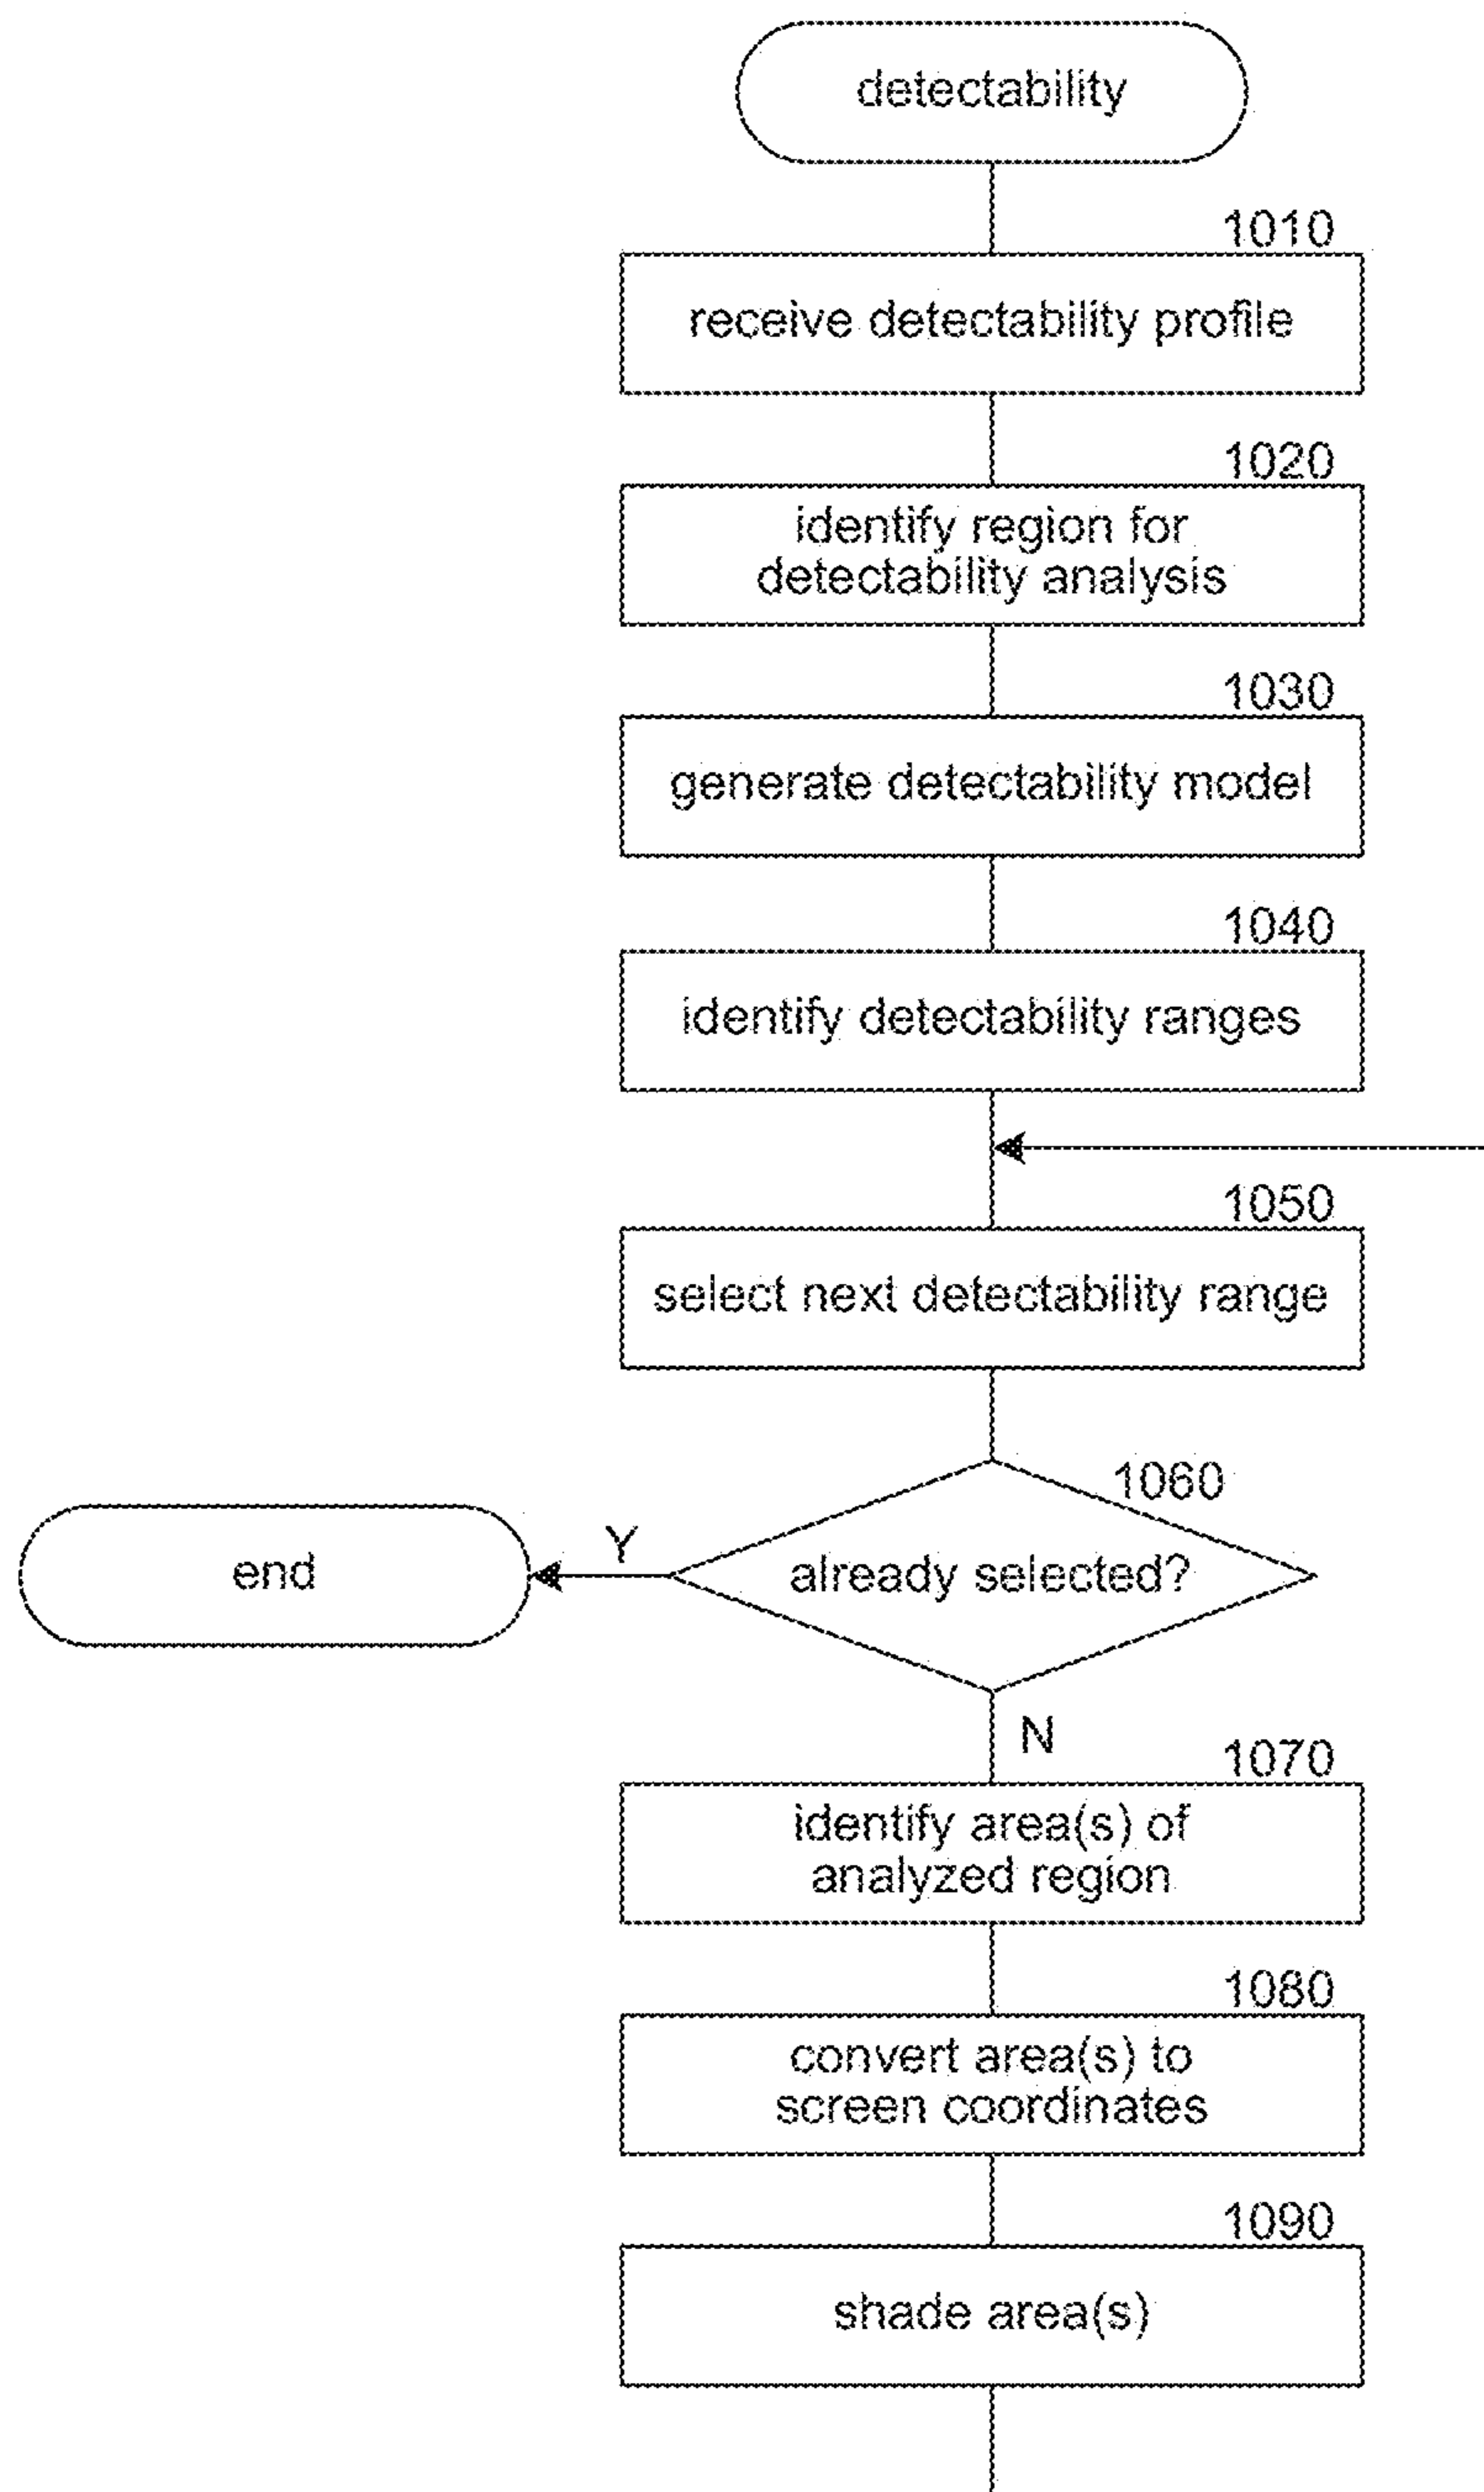 detectability
1010
receive detectability profile
1020
identify region for
detectability analysis
1030
generate detectability model
1040
identify detectability ranges
1050
select next detectability range
1060
already selected?
Y
end
N
1070
identify area(s) of
analyzed region
1080
convert area(s) to
screen coordinates
1090
shade area(s)